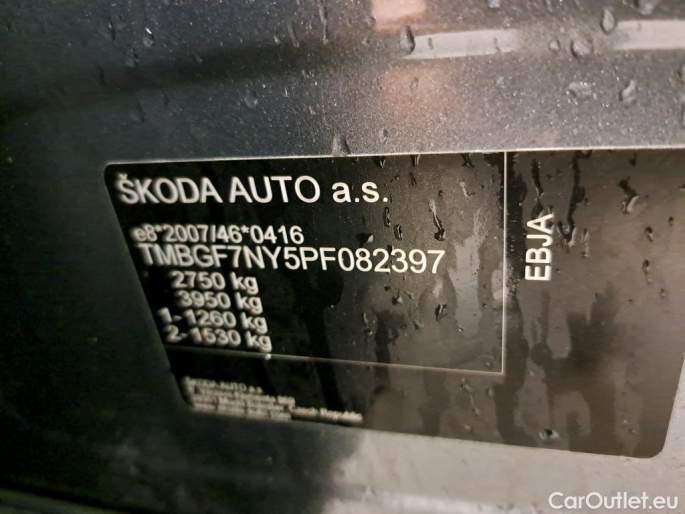 ŠKODA AUTO a.s.
e8*2007/46*0416
TMBGF7NY5PF082397
2750 kg
3950 kg
1-1260 kg
2-1530 kg
EBJA
ŠKODA AUTO a.s.
Czech Republic
CarOutlet.eu